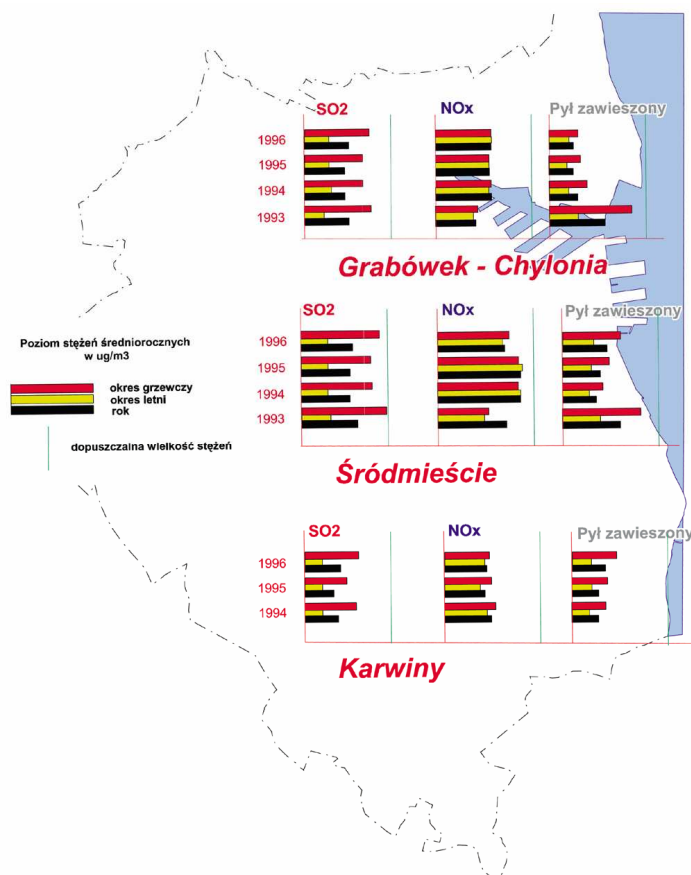 SO2 NOx Pył zawieszony
1996
1995
1994
1993
Grabówek - Chylonia
SO2 NOx Pył zawieszony
1996
1995
1994
1993
Śródmieście
Poziom stężeń średniorocznych
w ug/m3
okres grzewczy
okres letni
rok
dopuszczalna wielkość stężeń
SO2 NOx Pył zawieszony
1996
1995
1994
Karwiny